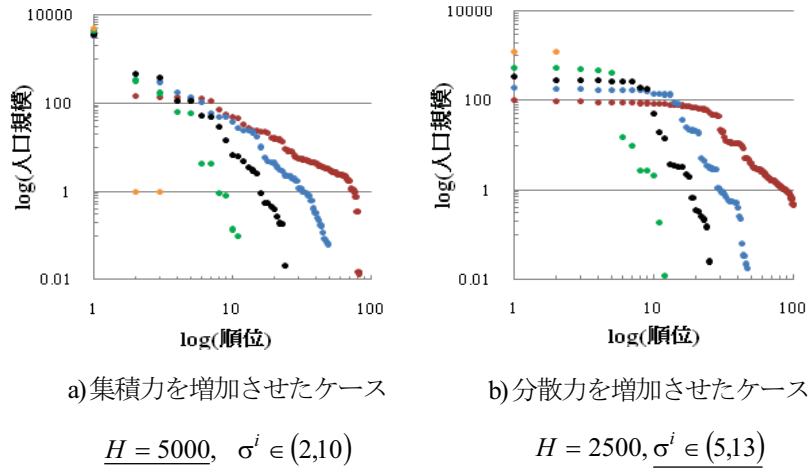 10000
100
1
0.01
log(人口規模)
1
10
100
log(順位)
a)集積力を増加させたケース
H = 5000, σ^i ∈ (2,10)
10000
100
1
0.01
log(人口規模)
1
10
100
log(順位)
b)分散力を増加させたケース
H = 2500, σ^i ∈ (5,13)